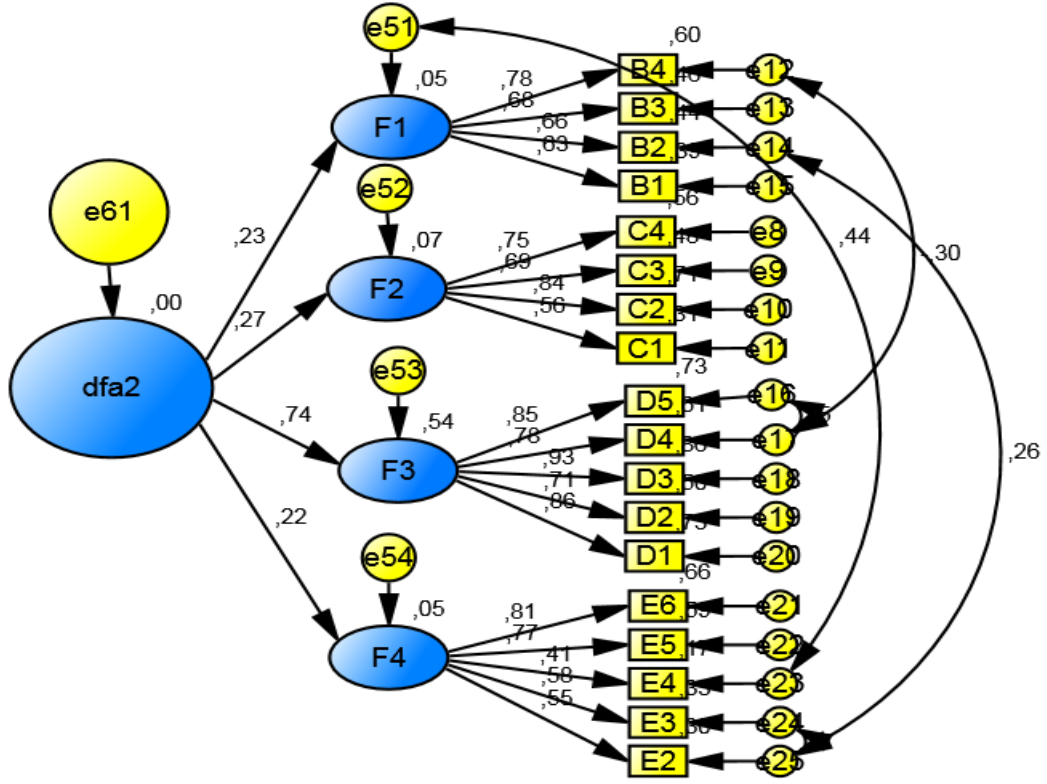 e51
,60
,05
,78
B4
e12
F1
,68
B3
e13
,66
B2
e14
B1
e15
e52
e61
,56
,23
,07
,75
C4
e8
,44
,30
,69
C3
e9
F2
,84
C2
e10
,00
,27
,56
C1
e11
e53
,73
dfa2
,74
,54
,85
D5
e16
,78
D4
e1
F3
,93
D3
e18
,26
,71
D2
e19
,86
D1
e20
,22
e54
,66
,05
,81
E6
e21
,77
E5
e22
F4
,41
E4
e23
,58
E3
e24
,55
E2
e25